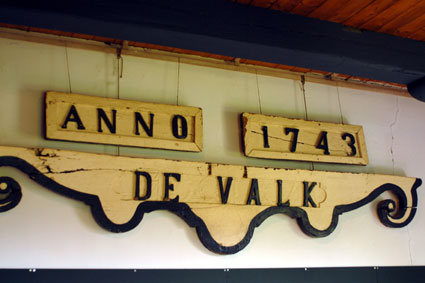 ANNO 1743
DE VALK